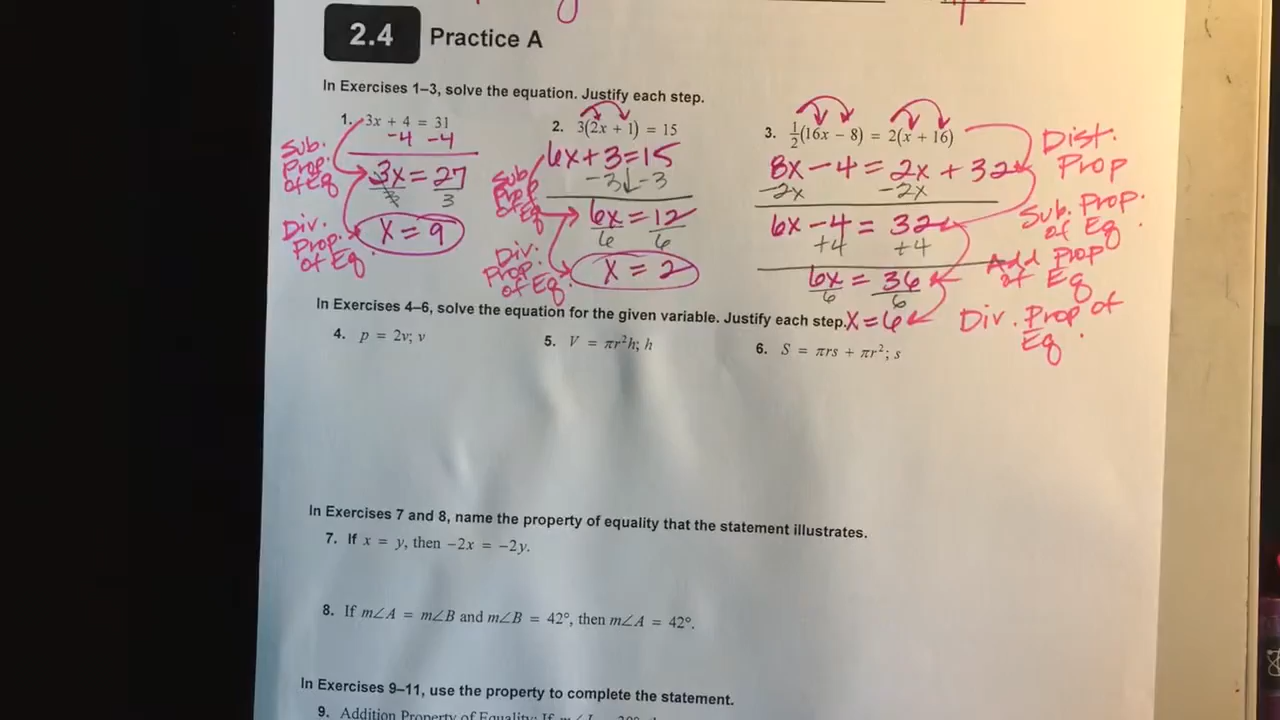 2.4 Practice A
In Exercises 1–3, solve the equation. Justify each step.
1. 3x + 4 = 31
-4 -4
3x = 27
3 3
x = 9
Sub. Prop of Eq
Div. Prop. of Eq
2. 3(2x + 1) = 15
6x + 3 = 15
-3 -3
6x = 12
6 6
x = 2
Sub Prop of Eq
Div. Prop. of Eq.
3. 1/2(16x − 8) = 2(x + 16)
8x − 4 = 2x + 32
-2x -2x
6x − 4 = 32
+4 +4
6x = 36
6 6
x = 6
Dist. Prop
Sub. Prop. of Eq
Add Prop of Eq
Div. Prop of Eq.
In Exercises 4–6, solve the equation for the given variable. Justify each step.
4. p = 2v; v
5. V = πr²h; h
6. S = πrs + πr²; s
In Exercises 7 and 8, name the property of equality that the statement illustrates.
7. If x = y, then −2x = −2y.
8. If m∠A = m∠B and m∠B = 42°, then m∠A = 42°.
In Exercises 9–11, use the property to complete the statement.
9. Addition Property of Equality: If